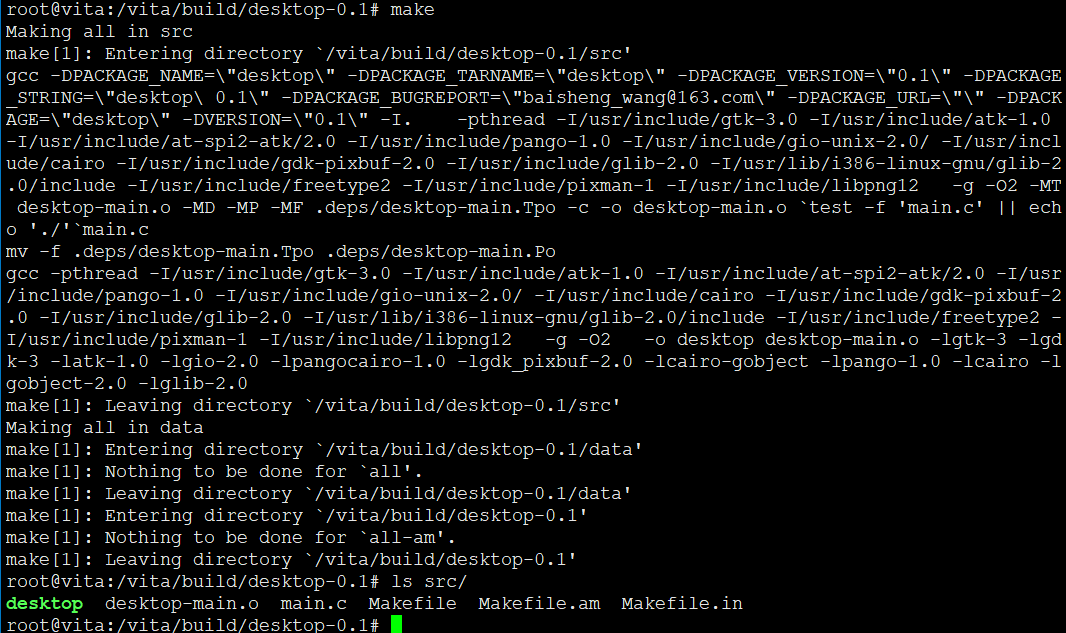 root@vita:/vita/build/desktop-0.1# make
Making all in src
make[1]: Entering directory `/vita/build/desktop-0.1/src'
gcc -DPACKAGE_NAME=\"desktop\" -DPACKAGE_TARNAME=\"desktop\" -DPACKAGE_VERSION=\"0.1\" -DPACKAGE
_STRING=\"desktop\ 0.1\" -DPACKAGE_BUGREPORT=\"baisheng_wang@163.com\" -DPACKAGE_URL=\"\" -DPACK
AGE=\"desktop\" -DVERSION=\"0.1\" -I.    -pthread -I/usr/include/gtk-3.0 -I/usr/include/atk-1.0
-I/usr/include/at-spi2-atk/2.0 -I/usr/include/pango-1.0 -I/usr/include/gio-unix-2.0/ -I/usr/incl
ude/cairo -I/usr/include/gdk-pixbuf-2.0 -I/usr/include/glib-2.0 -I/usr/lib/i386-linux-gnu/glib-2
.0/include -I/usr/include/freetype2 -I/usr/include/pixman-1 -I/usr/include/libpng12   -g -O2 -MT
 desktop-main.o -MD -MP -MF .deps/desktop-main.Tpo -c -o desktop-main.o `test -f 'main.c' || ech
o './'`main.c
mv -f .deps/desktop-main.Tpo .deps/desktop-main.Po
gcc -pthread -I/usr/include/gtk-3.0 -I/usr/include/atk-1.0 -I/usr/include/at-spi2-atk/2.0 -I/usr
/include/pango-1.0 -I/usr/include/gio-unix-2.0/ -I/usr/include/cairo -I/usr/include/gdk-pixbuf-2
.0 -I/usr/include/glib-2.0 -I/usr/lib/i386-linux-gnu/glib-2.0/include -I/usr/include/freetype2 -
I/usr/include/pixman-1 -I/usr/include/libpng12   -g -O2   -o desktop desktop-main.o -lgtk-3 -lgd
k-3 -latk-1.0 -lgio-2.0 -lpangocairo-1.0 -lgdk_pixbuf-2.0 -lcairo-gobject -lpango-1.0 -lcairo -l
gobject-2.0 -lglib-2.0
make[1]: Leaving directory `/vita/build/desktop-0.1/src'
Making all in data
make[1]: Entering directory `/vita/build/desktop-0.1/data'
make[1]: Nothing to be done for `all'.
make[1]: Leaving directory `/vita/build/desktop-0.1/data'
make[1]: Entering directory `/vita/build/desktop-0.1'
make[1]: Nothing to be done for `all-am'.
make[1]: Leaving directory `/vita/build/desktop-0.1'
root@vita:/vita/build/desktop-0.1# ls src/
desktop  desktop-main.o  main.c  Makefile  Makefile.am  Makefile.in
root@vita:/vita/build/desktop-0.1#